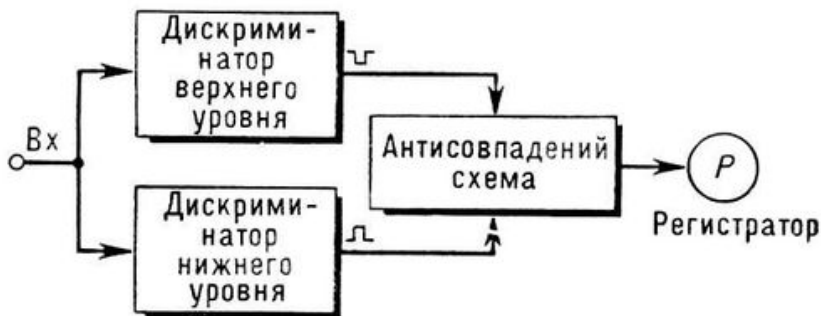 Дискрими-
натор
верхнего
уровня
Вх
Антисовпадений
схема
Р
Регистратор
Дискрими-
натор
нижнего
уровня